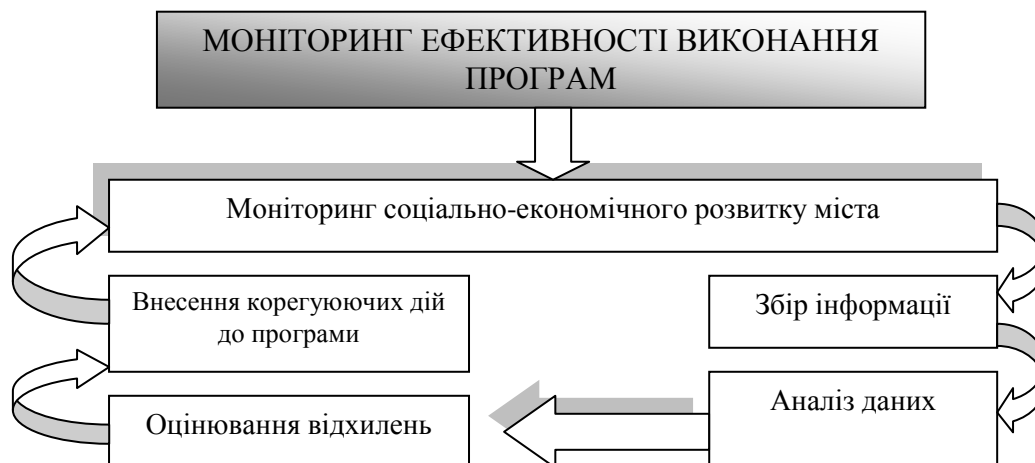 МОНІТОРИНГ ЕФЕКТИВНОСТІ ВИКОНАННЯ
ПРОГРАМ
Моніторинг соціально-економічного розвитку міста
Внесення корегуюючих дій
до програми
Збір інформації
Оцінювання відхилень
Аналіз даних